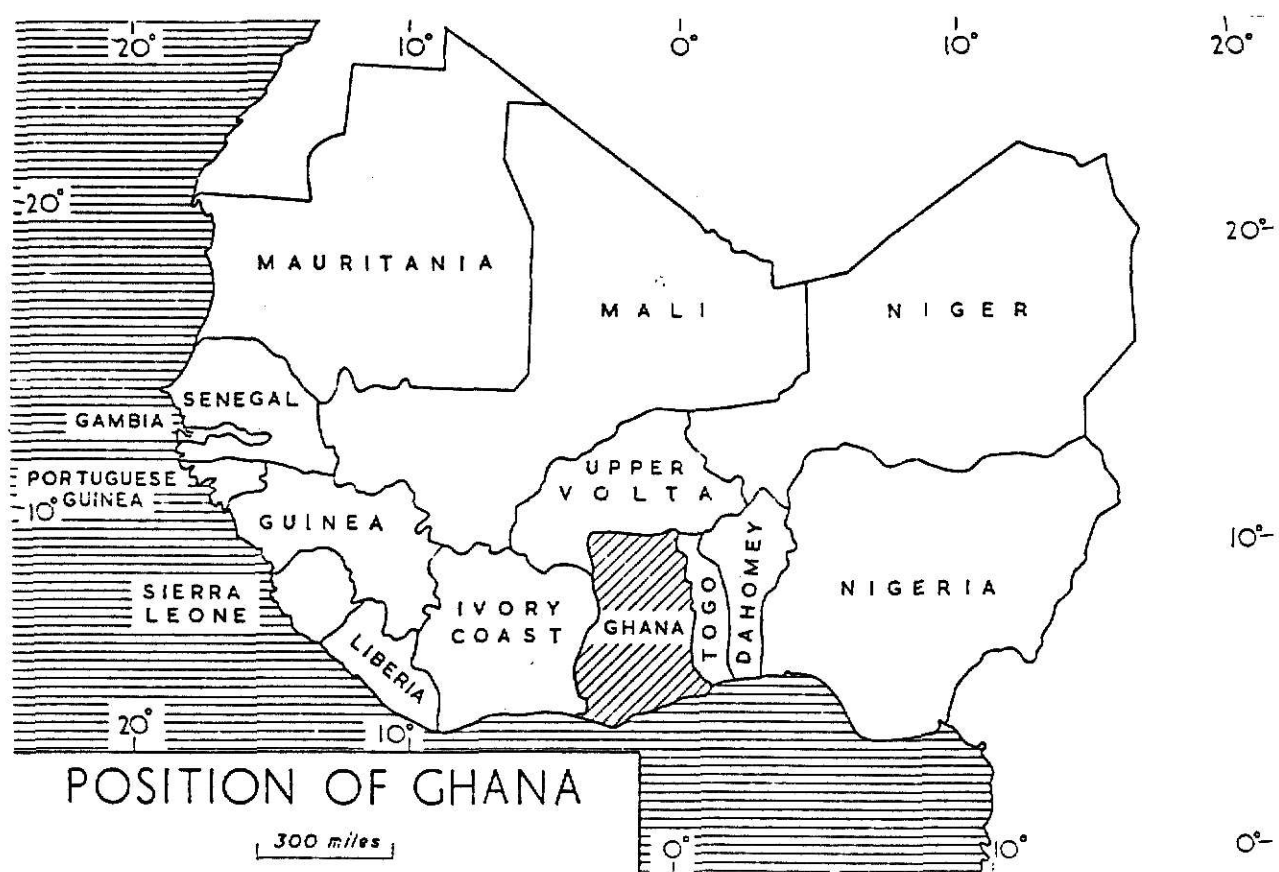 20° 10° 0° 10° 20°
20° 20°
MAURITANIA
MALI NIGER
SENEGAL
GAMBIA
UPPER
VOLTA
PORTUGUESE
GUINEA
10° 10°
GUINEA
DAHOMEY
SIERRA
LEONE
IVORY
COAST
GHANA
TOGO
NIGERIA
LIBERIA
20° 10°
POSITION OF GHANA
300 miles
0° 10° 0°